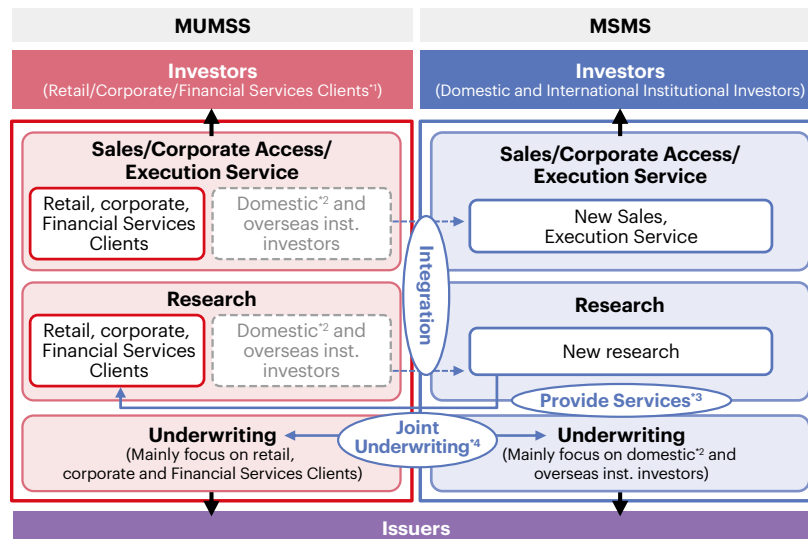 MUMSS
MSMS
Investors
(Retail/Corporate/Financial Services Clients*1)
Investors
(Domestic and International Institutional Investors)
Sales/Corporate Access/
Execution Service
Retail, corporate,
Financial Services
Clients
Domestic*2 and
overseas inst.
investors
Sales/Corporate Access/
Execution Service
New Sales,
Execution Service
Integration
Research
Retail, corporate,
Financial Services
Clients
Domestic*2 and
overseas inst.
investors
Research
New research
Provide Services*3
Joint
Underwriting*4
Underwriting
(Mainly focus on retail,
corporate and Financial Services Clients)
Underwriting
(Mainly focus on domestic*2 and
overseas inst. investors)
Issuers